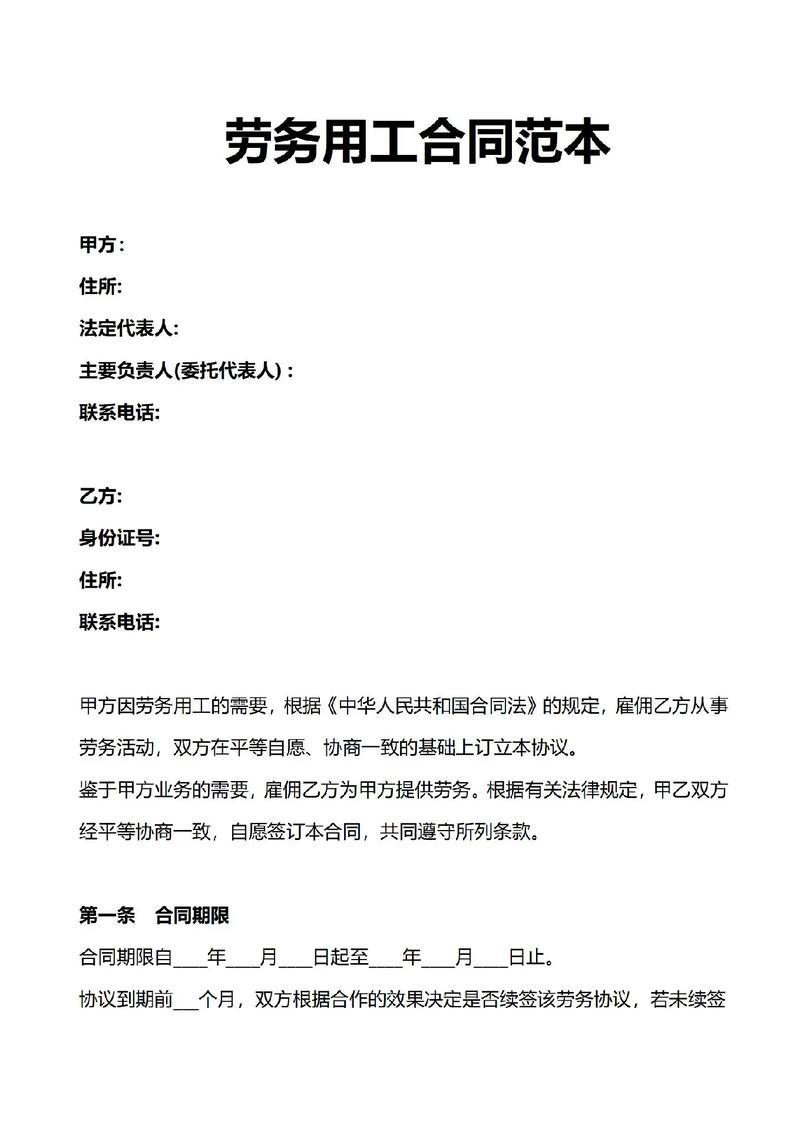 劳务用工合同范本
甲方：
住所:
法定代表人:
主要负责人(委托代表人)：
联系电话:
乙方:
身份证号:
住所:
联系电话:
甲方因劳务用工的需要，根据《中华人民共和国合同法》的规定，雇佣乙方从事
劳务活动，双方在平等自愿、协商一致的基础上订立本协议。
鉴于甲方业务的需要，雇佣乙方为甲方提供劳务。根据有关法律规定，甲乙双方
经平等协商一致，自愿签订本合同，共同遵守所列条款。
第一条　合同期限
合同期限自____年____月____日起至____年____月____日止。
协议到期前___个月，双方根据合作的效果决定是否续签该劳务协议，若未续签